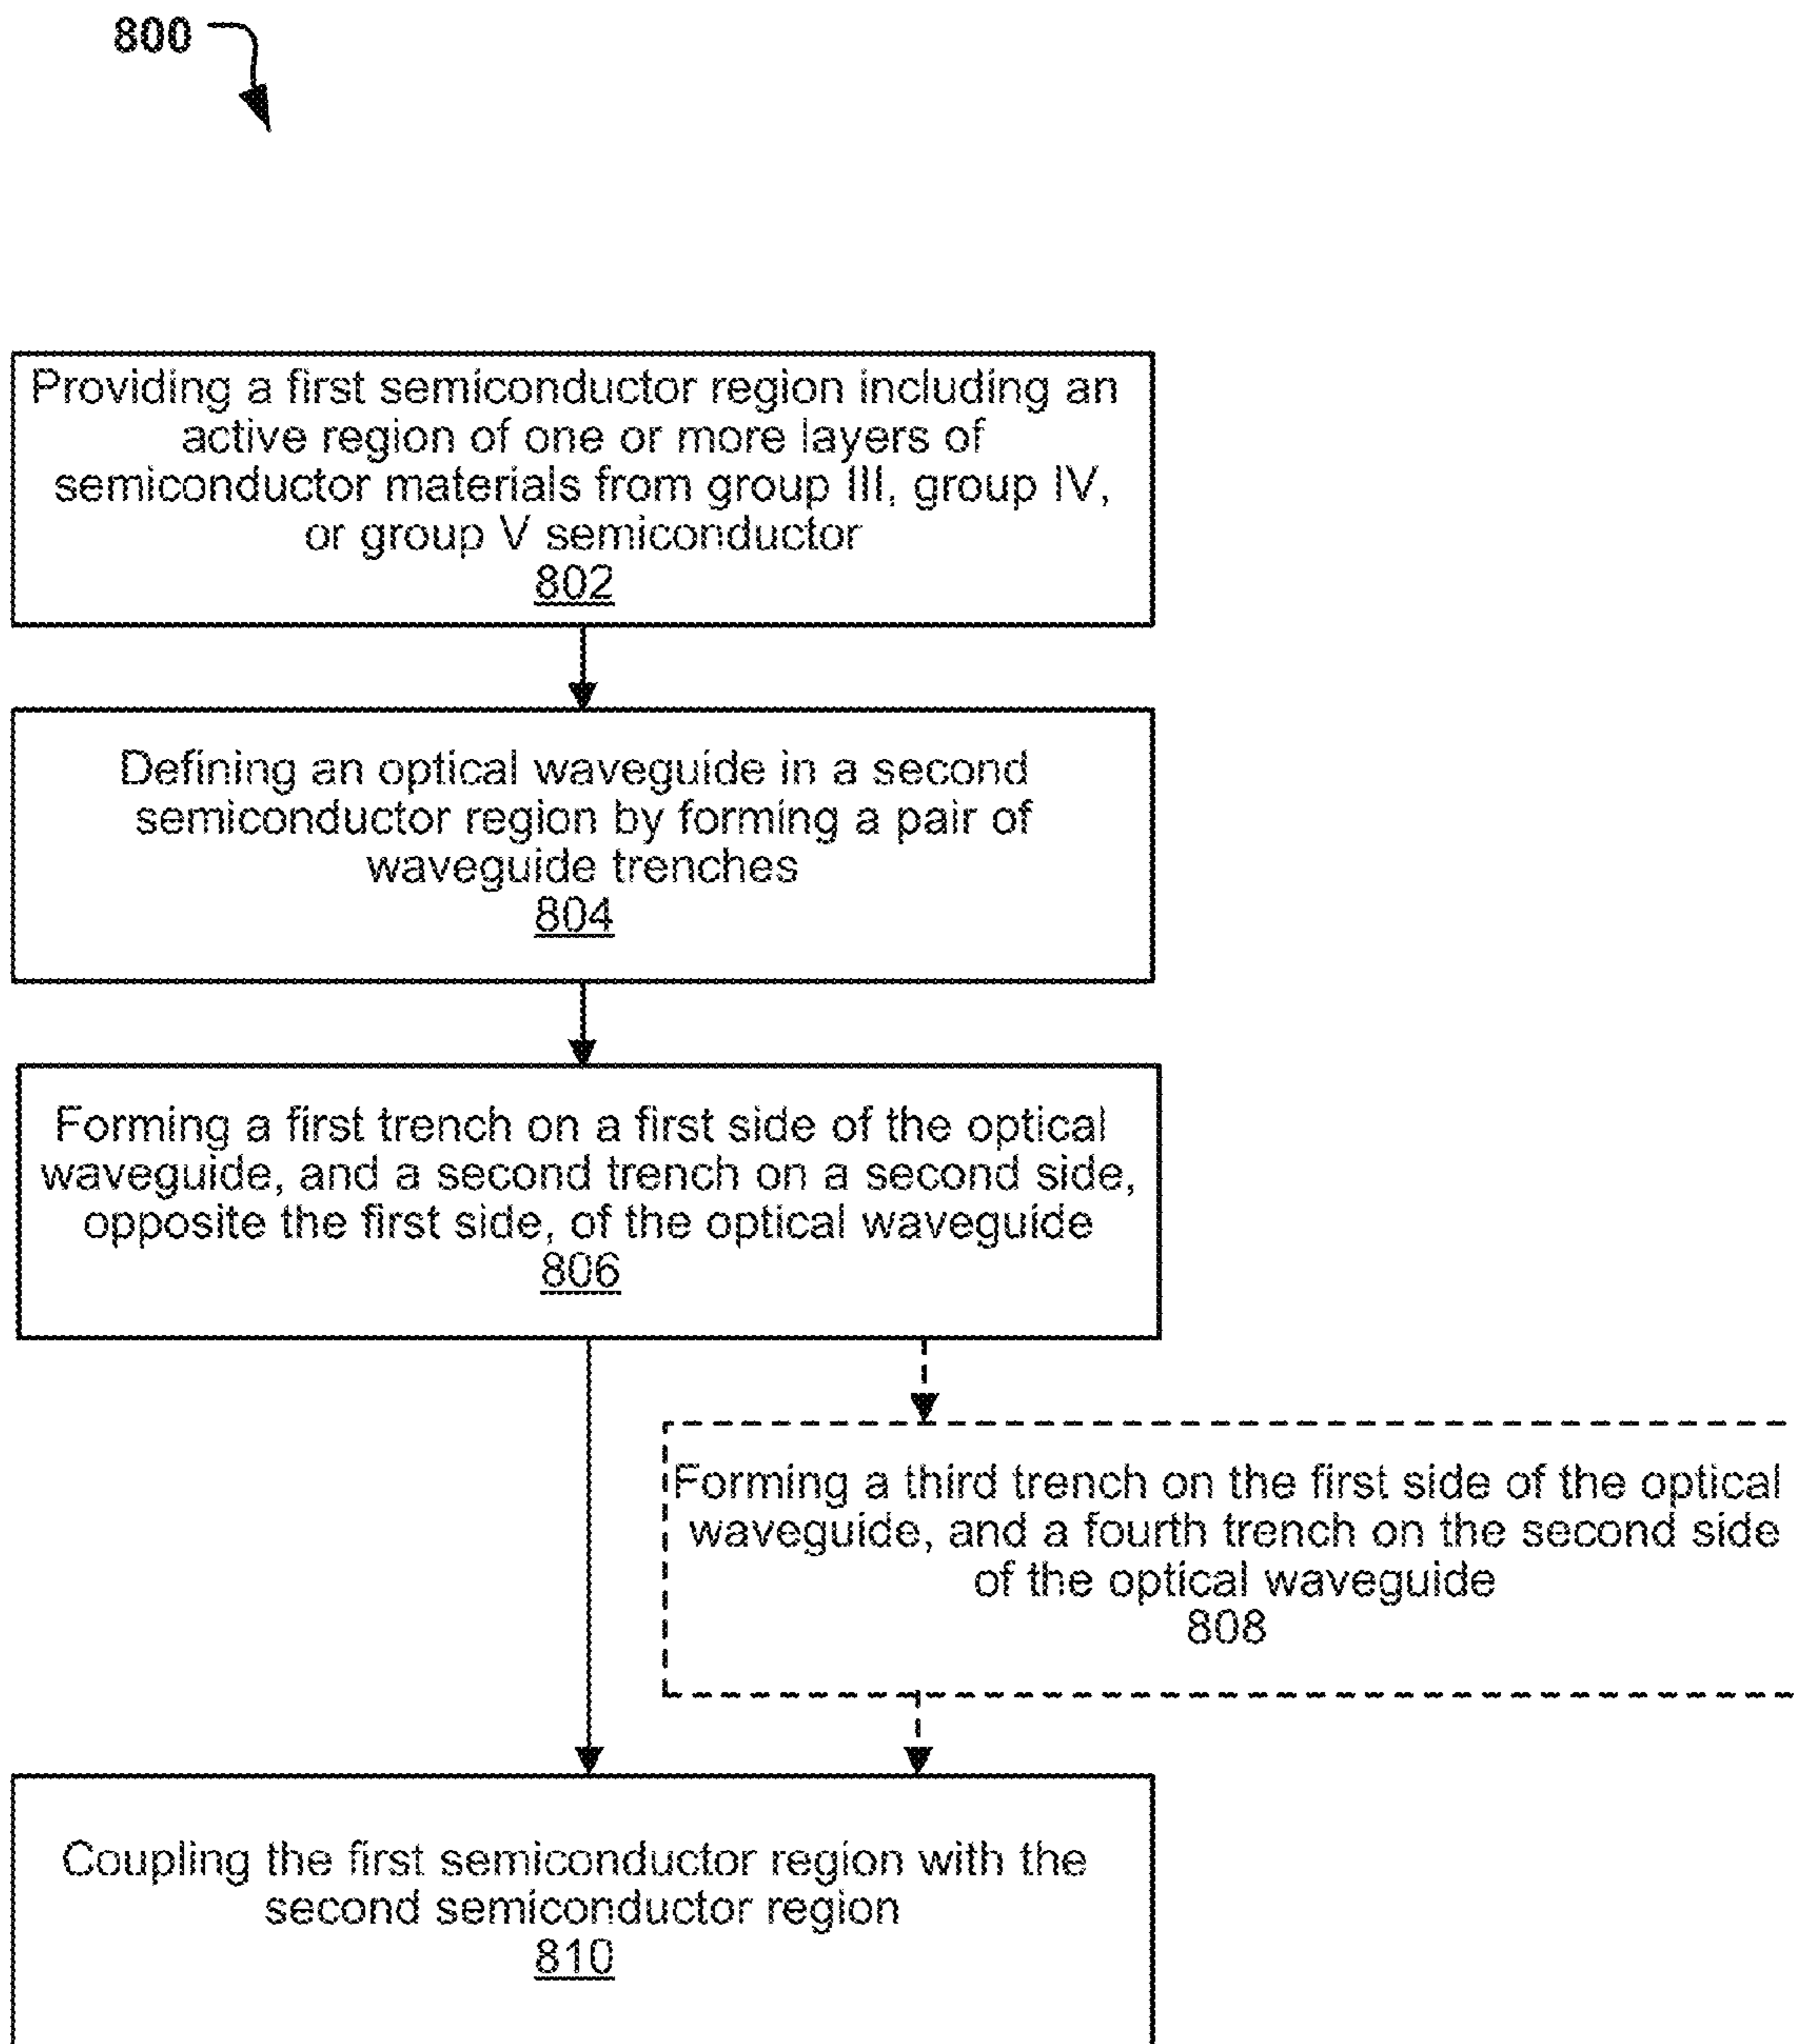 800
Providing a first semiconductor region including an
active region of one or more layers of
semiconductor materials from group III, group IV,
or group V semiconductor
802
Defining an optical waveguide in a second
semiconductor region by forming a pair of
waveguide trenches
804
Forming a first trench on a first side of the optical
waveguide, and a second trench on a second side,
opposite the first side, of the optical waveguide
806
Forming a third trench on the first side of the optical
waveguide, and a fourth trench on the second side
of the optical waveguide
808
Coupling the first semiconductor region with the
second semiconductor region
810